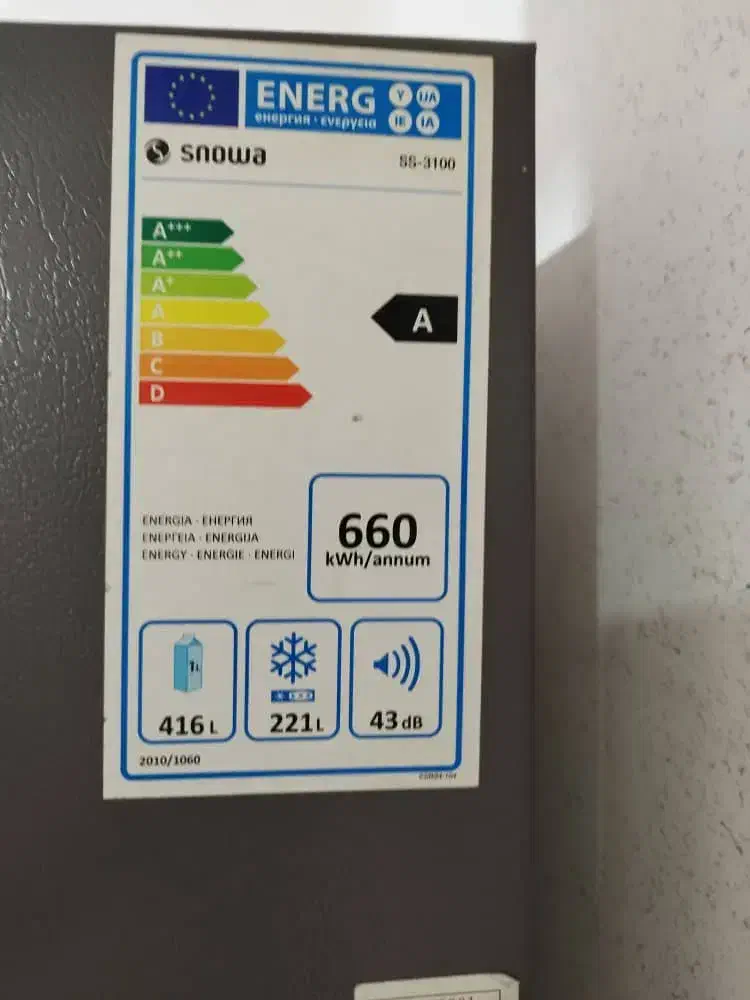 ENERG Y UA
енергия · ενεργεια IE IA
snowa SS-3100
A+++
A++
A+
A
B
C
D
A
ENERGIA · ЕНЕРГИЯ
ΕΝΕΡΓΕΙΑ · ENERGIJA
ENERGY · ENERGIE · ENERGI
660
kWh/annum
1L
416 L
221 L
43 dB
2010/1060